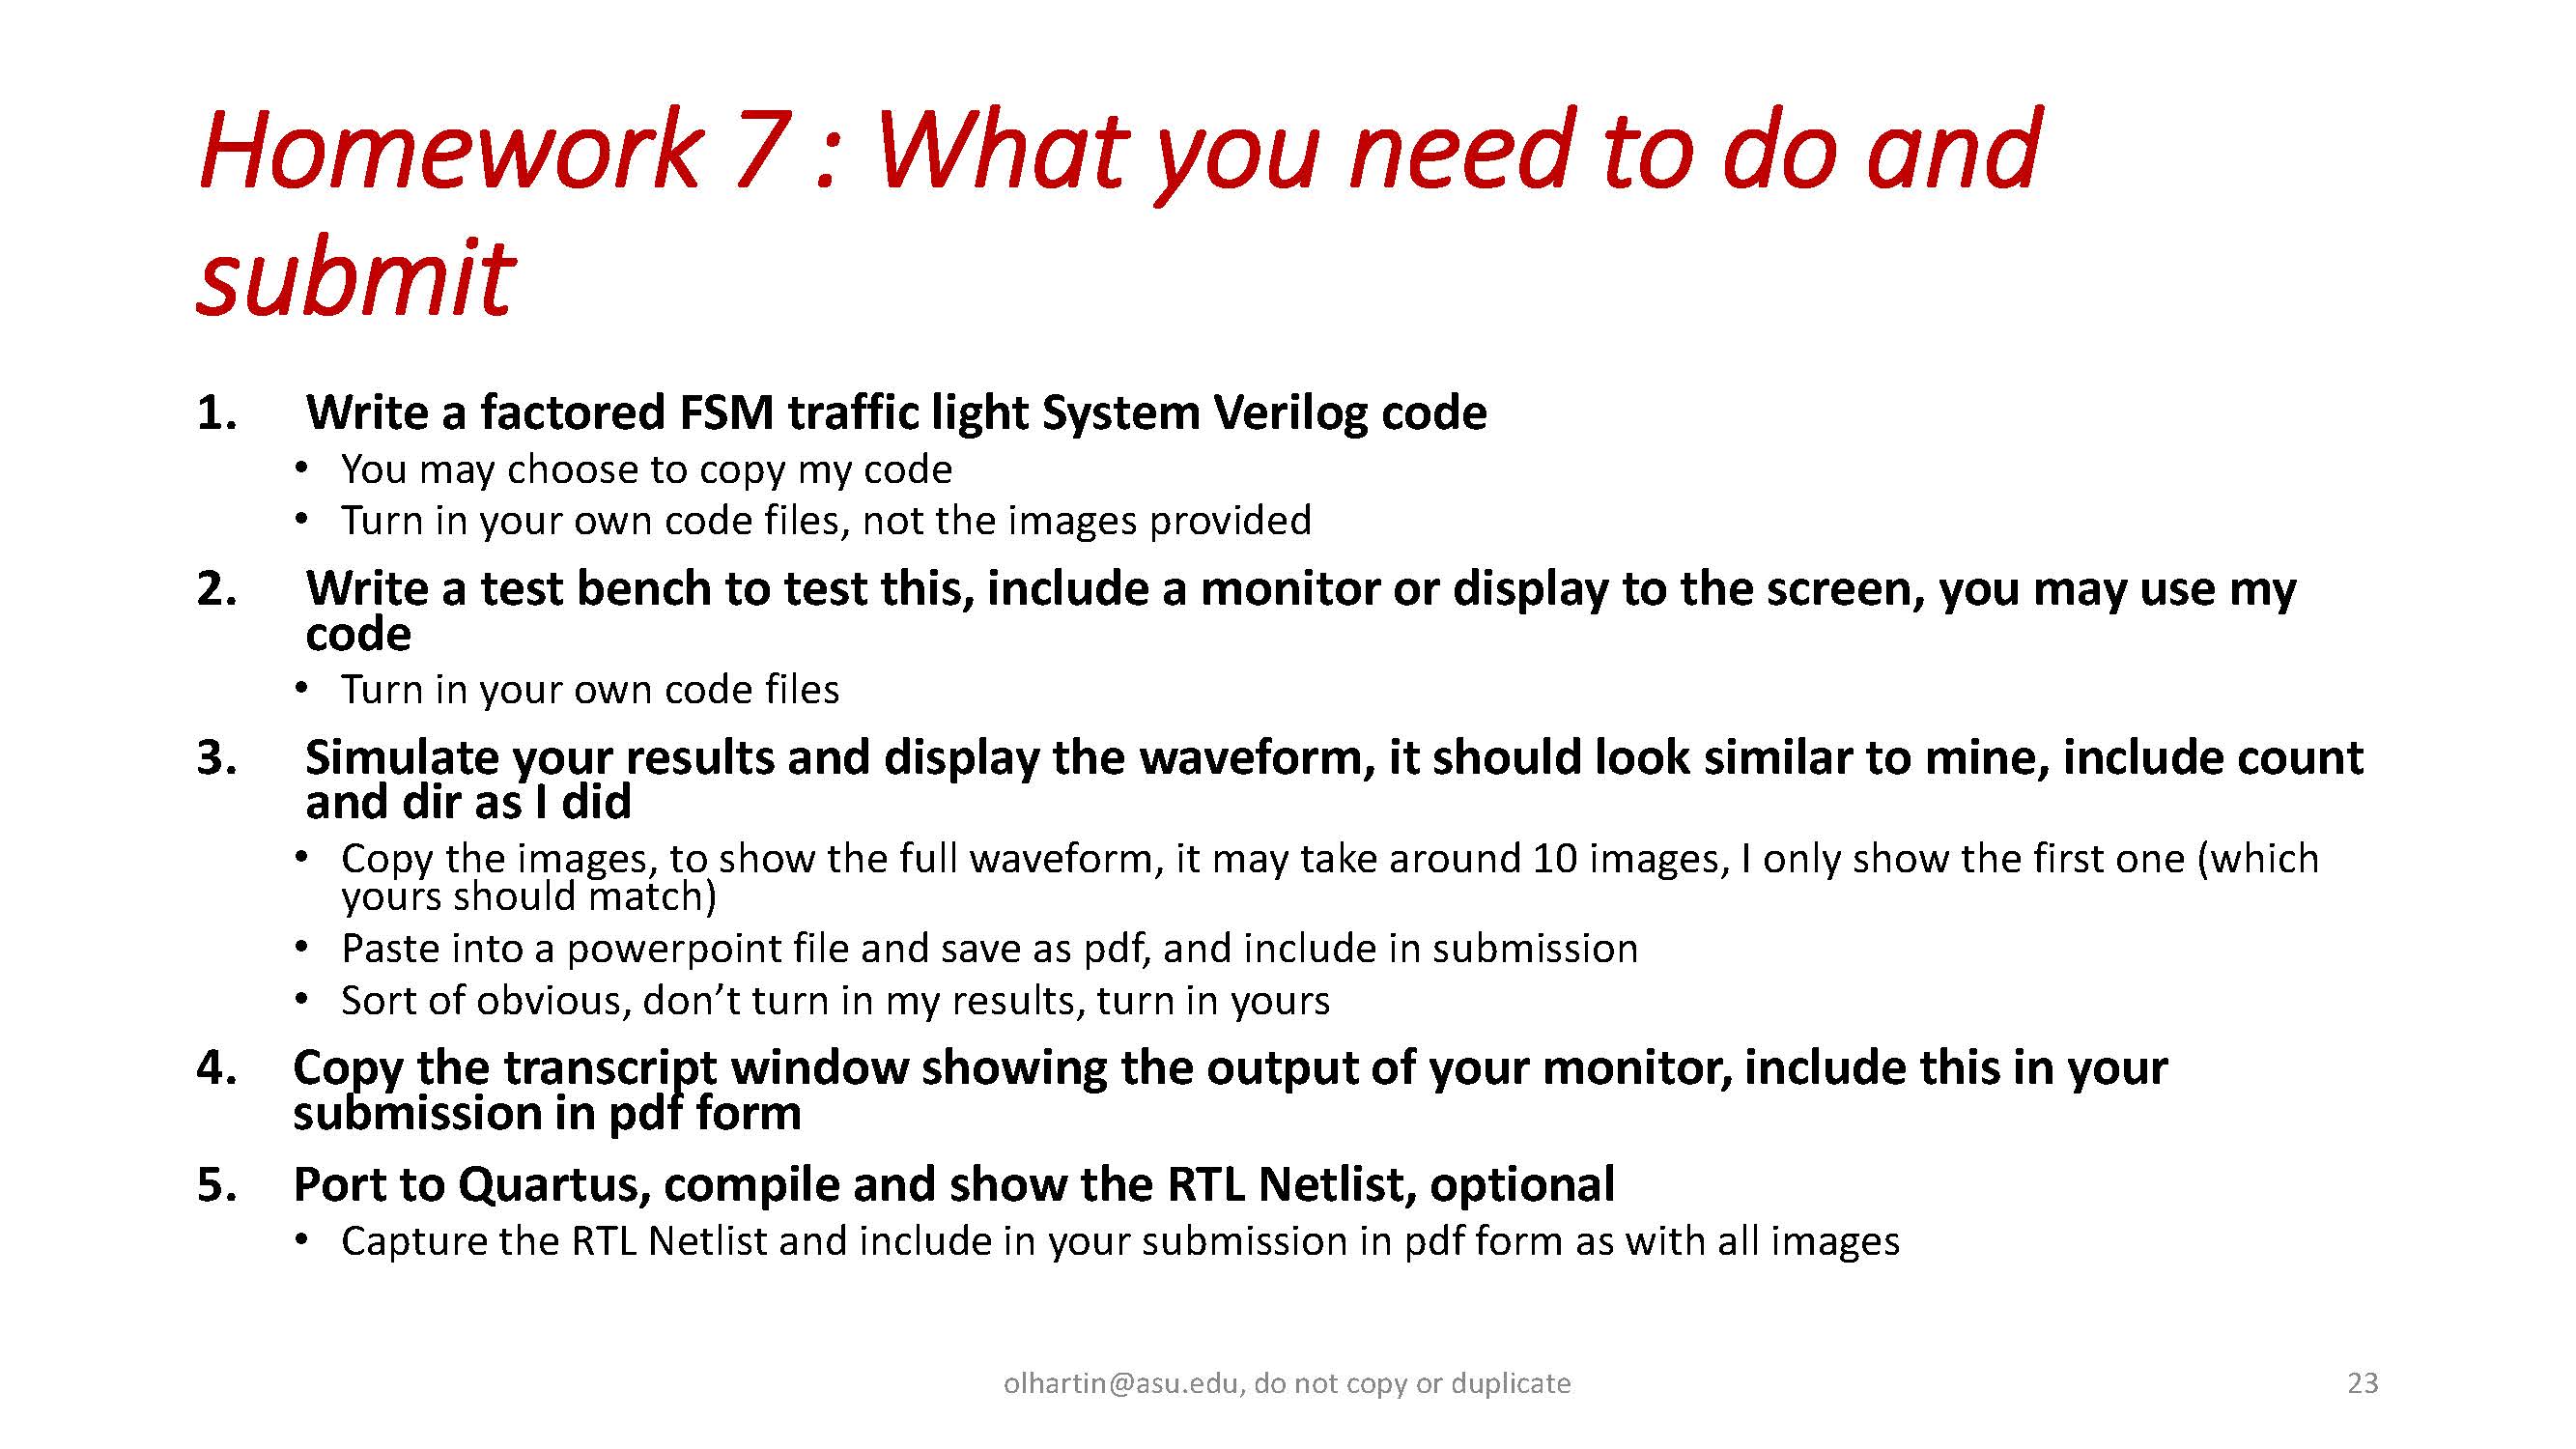 Homework 7 : What you need to do and
submit
1. Write a factored FSM traffic light System Verilog code
• You may choose to copy my code
• Turn in your own code files, not the images provided
2. Write a test bench to test this, include a monitor or display to the screen, you may use my
code
• Turn in your own code files
3. Simulate your results and display the waveform, it should look similar to mine, include count
and dir as I did
• Copy the images, to show the full waveform, it may take around 10 images, I only show the first one (which
yours should match)
• Paste into a powerpoint file and save as pdf, and include in submission
• Sort of obvious, don’t turn in my results, turn in yours
4. Copy the transcript window showing the output of your monitor, include this in your
submission in pdf form
5. Port to Quartus, compile and show the RTL Netlist, optional
• Capture the RTL Netlist and include in your submission in pdf form as with all images
olhartin@asu.edu, do not copy or duplicate
23